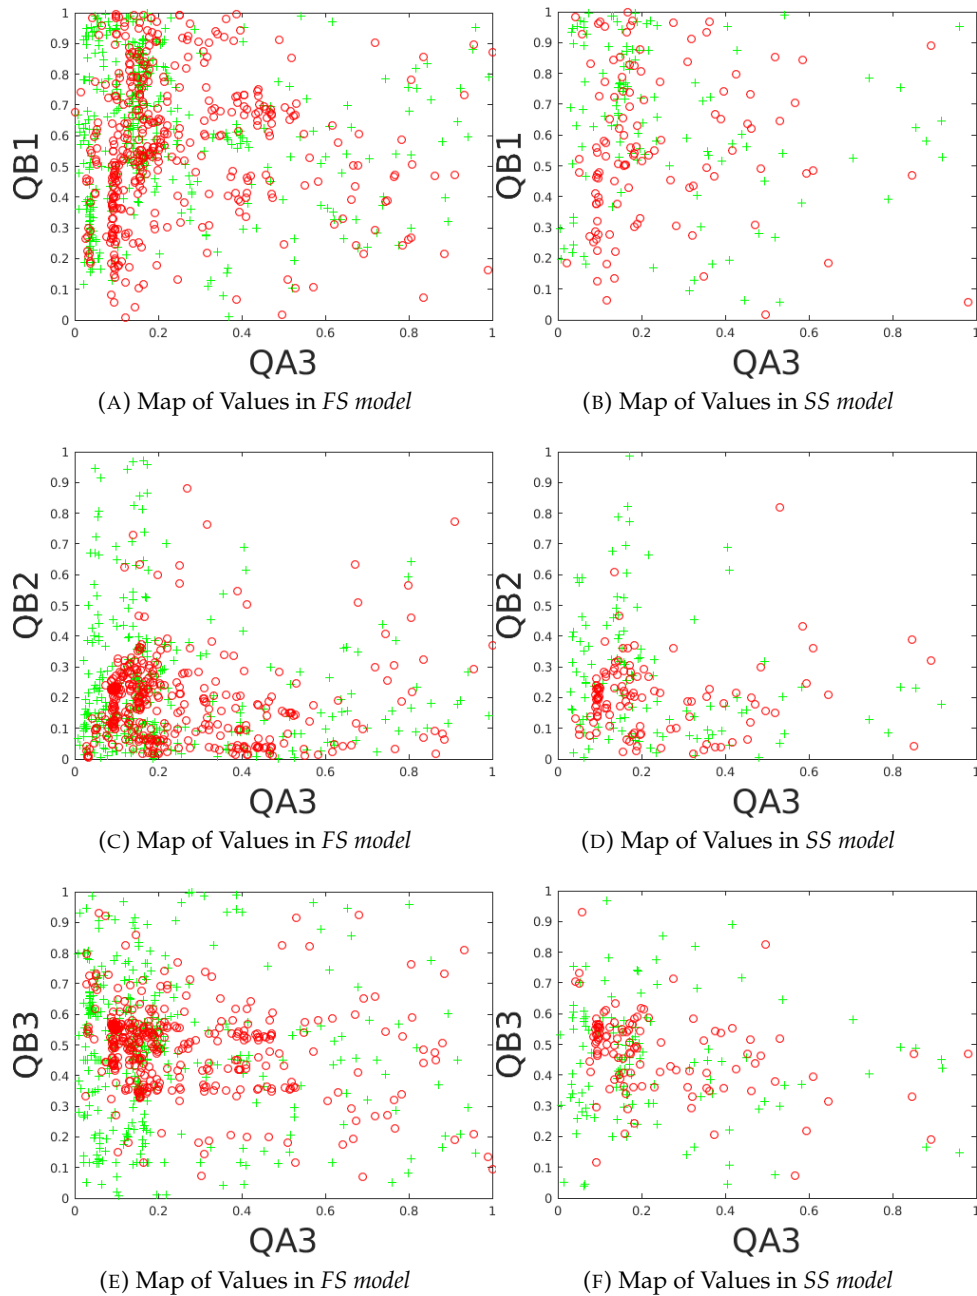 1
0.9
0.8
0.7
0.6
0.5
0.4
0.3
0.2
0.1
0
QB1
0 0.2 0.4 0.6 0.8 1
QA3
(A) Map of Values in FS model
1
0.9
0.8
0.7
0.6
0.5
0.4
0.3
0.2
0.1
0
QB1
0 0.2 0.4 0.6 0.8 1
QA3
(B) Map of Values in SS model
1
0.9
0.8
0.7
0.6
0.5
0.4
0.3
0.2
0.1
0
QB2
0 0.2 0.4 0.6 0.8 1
QA3
(C) Map of Values in FS model
1
0.9
0.8
0.7
0.6
0.5
0.4
0.3
0.2
0.1
0
QB2
0 0.2 0.4 0.6 0.8 1
QA3
(D) Map of Values in SS model
1
0.9
0.8
0.7
0.6
0.5
0.4
0.3
0.2
0.1
0
QB3
0 0.2 0.4 0.6 0.8 1
QA3
(E) Map of Values in FS model
1
0.9
0.8
0.7
0.6
0.5
0.4
0.3
0.2
0.1
0
QB3
0 0.2 0.4 0.6 0.8 1
QA3
(F) Map of Values in SS model